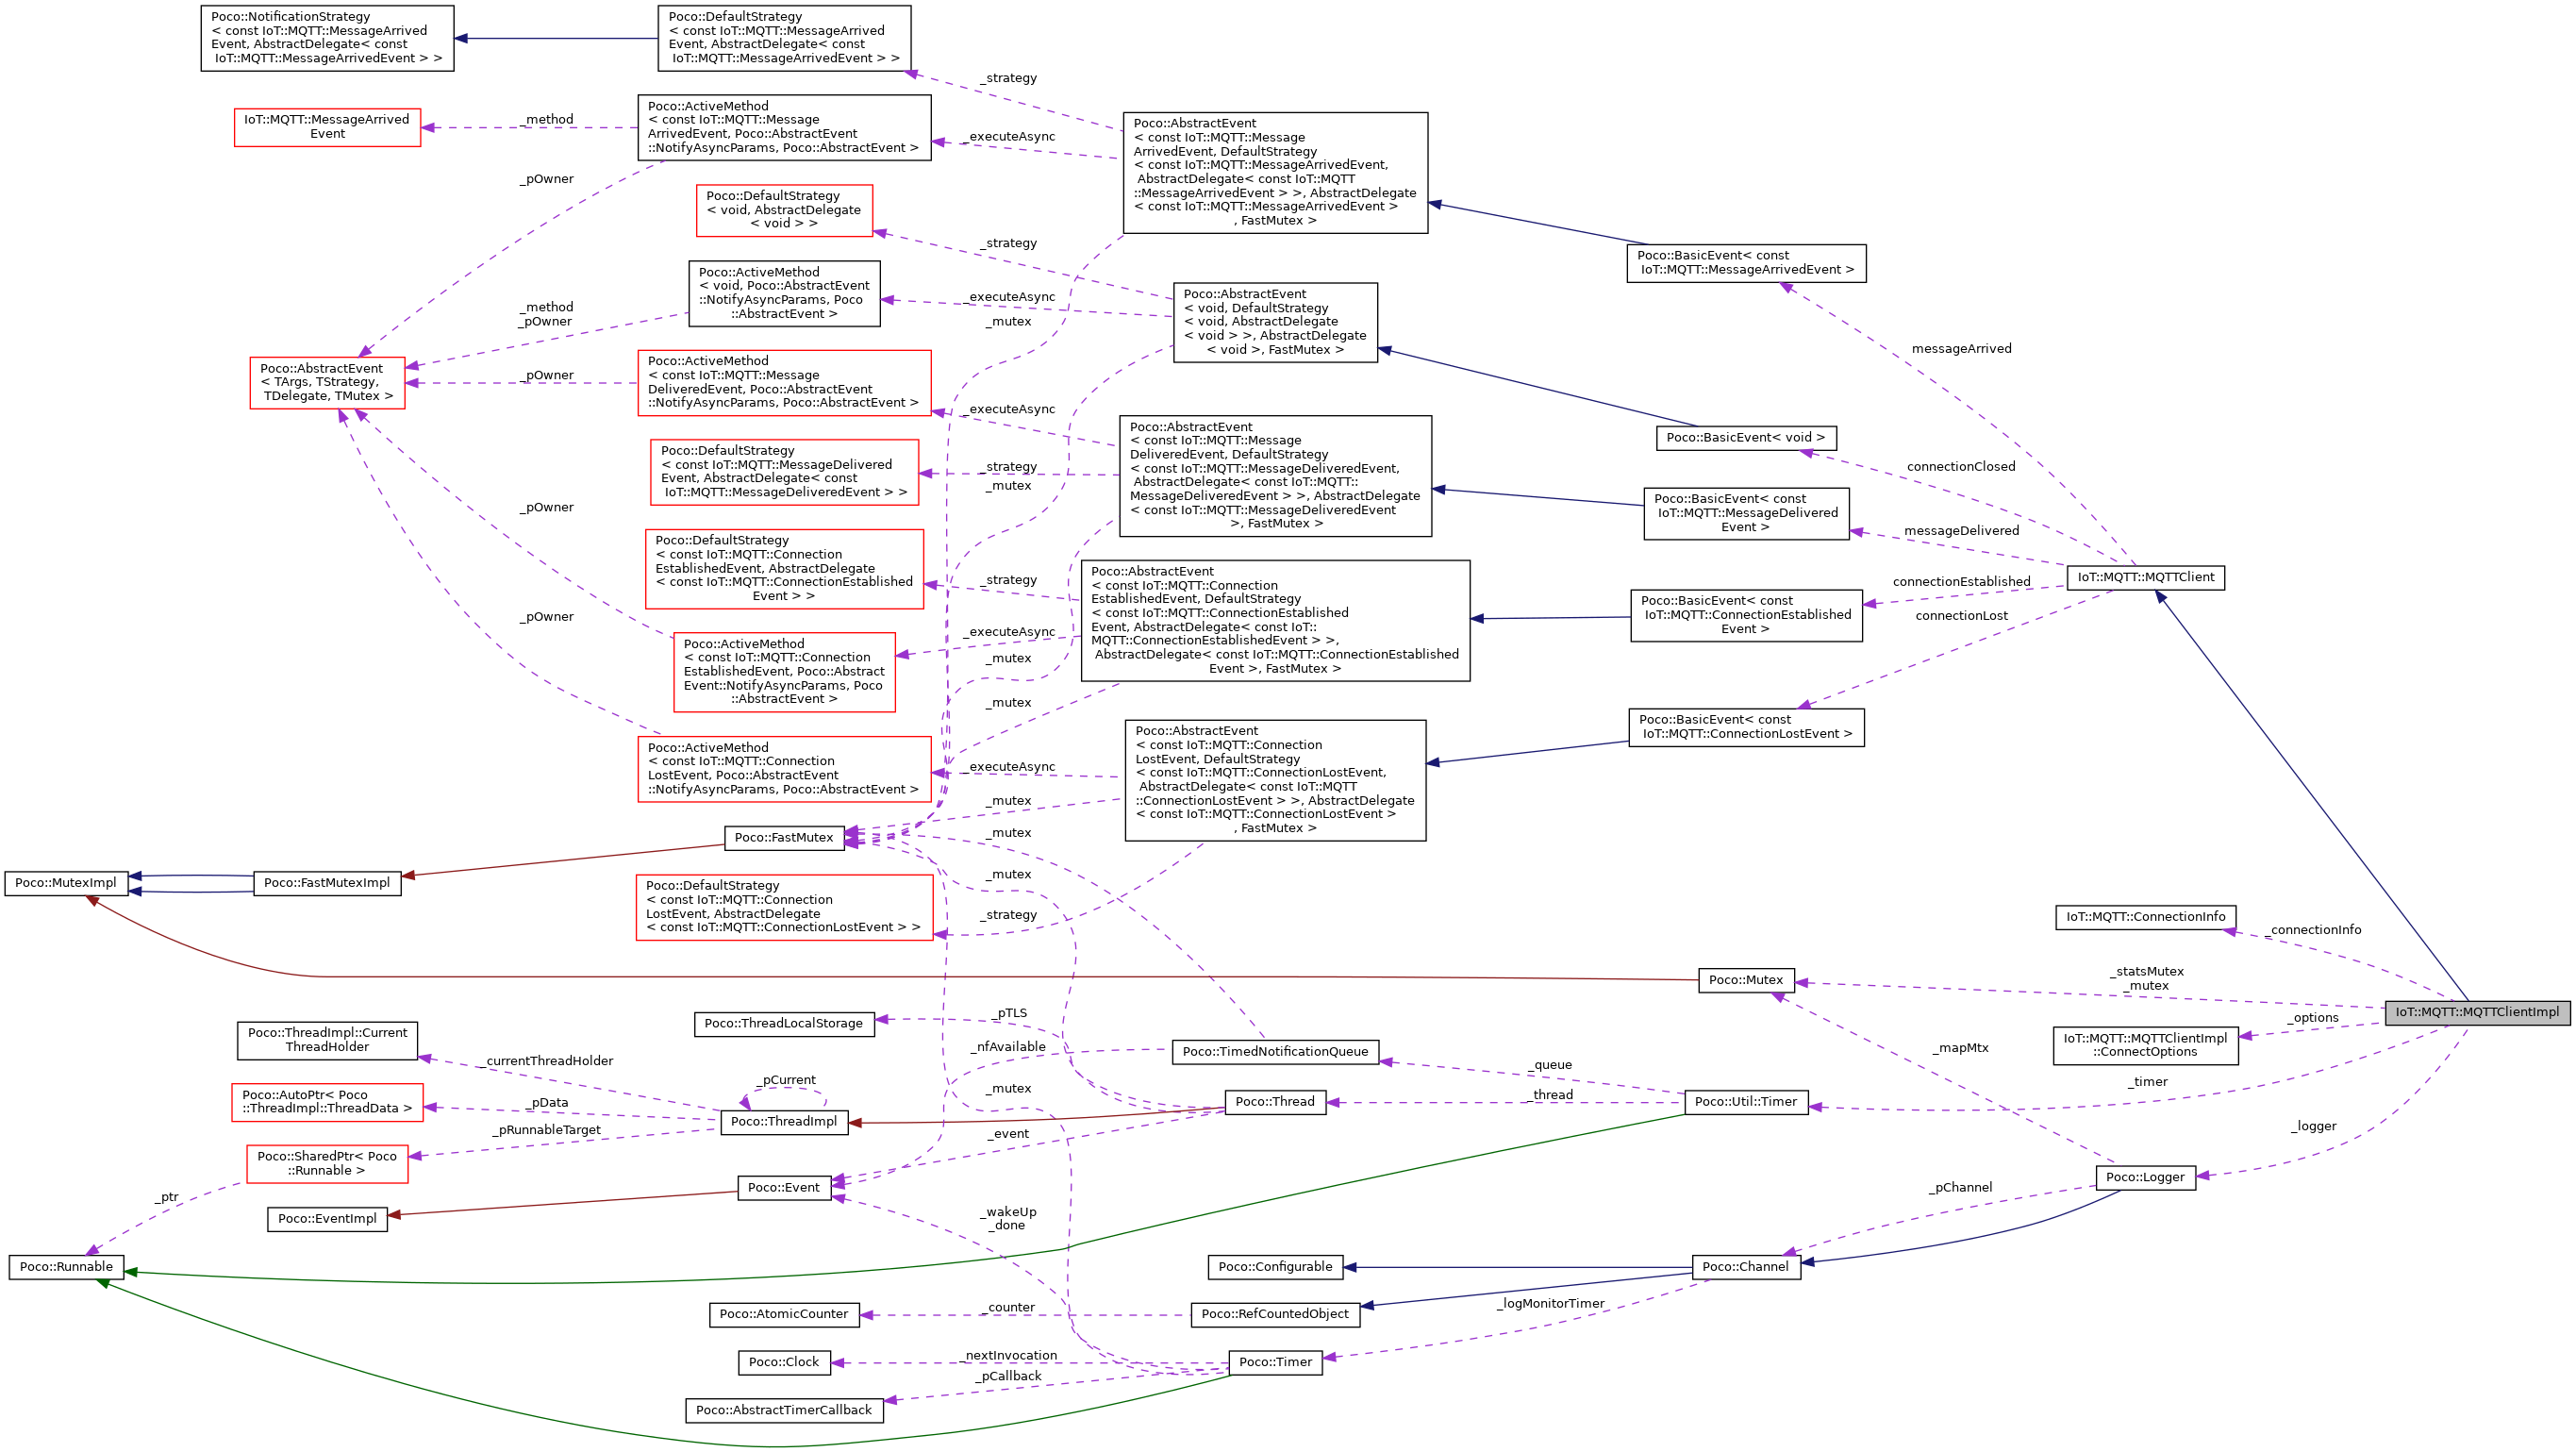 Poco::NotificationStrategy
< const IoT::MQTT::MessageArrived
Event, AbstractDelegate< const
IoT::MQTT::MessageArrivedEvent > >
Poco::DefaultStrategy
< const IoT::MQTT::MessageArrived
Event, AbstractDelegate< const
IoT::MQTT::MessageArrivedEvent > >
_strategy
IoT::MQTT::MessageArrived
Event
_method
Poco::ActiveMethod
< const IoT::MQTT::Message
ArrivedEvent, Poco::AbstractEvent
::NotifyAsyncParams, Poco::AbstractEvent >
_executeAsync
Poco::AbstractEvent
< const IoT::MQTT::Message
ArrivedEvent, DefaultStrategy
< const IoT::MQTT::MessageArrivedEvent,
AbstractDelegate< const IoT::MQTT
::MessageArrivedEvent > >, AbstractDelegate
< const IoT::MQTT::MessageArrivedEvent >
, FastMutex >
_pOwner
Poco::DefaultStrategy
< void, AbstractDelegate
< void > >
_strategy
Poco::BasicEvent< const
IoT::MQTT::MessageArrivedEvent >
Poco::ActiveMethod
< void, Poco::AbstractEvent
::NotifyAsyncParams, Poco
::AbstractEvent >
_executeAsync
_mutex
Poco::AbstractEvent
< void, DefaultStrategy
< void, AbstractDelegate
< void > >, AbstractDelegate
< void >, FastMutex >
_method
_pOwner
messageArrived
Poco::AbstractEvent
< TArgs, TStrategy,
TDelegate, TMutex >
_pOwner
Poco::ActiveMethod
< const IoT::MQTT::Message
DeliveredEvent, Poco::AbstractEvent
::NotifyAsyncParams, Poco::AbstractEvent >
_executeAsync
Poco::AbstractEvent
< const IoT::MQTT::Message
DeliveredEvent, DefaultStrategy
< const IoT::MQTT::MessageDeliveredEvent,
AbstractDelegate< const IoT::MQTT::
MessageDeliveredEvent > >, AbstractDelegate
< const IoT::MQTT::MessageDeliveredEvent
>, FastMutex >
Poco::BasicEvent< void >
connectionClosed
Poco::DefaultStrategy
< const IoT::MQTT::MessageDelivered
Event, AbstractDelegate< const
IoT::MQTT::MessageDeliveredEvent > >
_strategy
_mutex
Poco::BasicEvent< const
IoT::MQTT::MessageDelivered
Event >
messageDelivered
_pOwner
Poco::DefaultStrategy
< const IoT::MQTT::Connection
EstablishedEvent, AbstractDelegate
< const IoT::MQTT::ConnectionEstablished
Event > >
_strategy
Poco::AbstractEvent
< const IoT::MQTT::Connection
EstablishedEvent, DefaultStrategy
< const IoT::MQTT::ConnectionEstablished
Event, AbstractDelegate< const IoT::
MQTT::ConnectionEstablishedEvent > >,
AbstractDelegate< const IoT::MQTT::ConnectionEstablished
Event >, FastMutex >
Poco::BasicEvent< const
IoT::MQTT::ConnectionEstablished
Event >
connectionEstablished
IoT::MQTT::MQTTClient
connectionLost
_pOwner
Poco::ActiveMethod
< const IoT::MQTT::Connection
EstablishedEvent, Poco::Abstract
Event::NotifyAsyncParams, Poco
::AbstractEvent >
_executeAsync
_mutex
_mutex
Poco::BasicEvent< const
IoT::MQTT::ConnectionLostEvent >
Poco::AbstractEvent
< const IoT::MQTT::Connection
LostEvent, DefaultStrategy
< const IoT::MQTT::ConnectionLostEvent,
AbstractDelegate< const IoT::MQTT
::ConnectionLostEvent > >, AbstractDelegate
< const IoT::MQTT::ConnectionLostEvent >
, FastMutex >
Poco::ActiveMethod
< const IoT::MQTT::Connection
LostEvent, Poco::AbstractEvent
::NotifyAsyncParams, Poco::AbstractEvent >
_executeAsync
_mutex
Poco::FastMutex
_mutex
Poco::MutexImpl
Poco::FastMutexImpl
_mutex
Poco::DefaultStrategy
< const IoT::MQTT::Connection
LostEvent, AbstractDelegate
< const IoT::MQTT::ConnectionLostEvent > >
_strategy
IoT::MQTT::ConnectionInfo
_connectionInfo
Poco::Mutex
_statsMutex
_mutex
IoT::MQTT::MQTTClientImpl
Poco::ThreadLocalStorage
_pTLS
_options
IoT::MQTT::MQTTClientImpl
::ConnectOptions
Poco::ThreadImpl::Current
ThreadHolder
_currentThreadHolder
_nfAvailable
Poco::TimedNotificationQueue
_mapMtx
_queue
_pCurrent
_mutex
_timer
Poco::AutoPtr< Poco
::ThreadImpl::ThreadData >
_pData
Poco::Thread
_thread
Poco::Util::Timer
Poco::ThreadImpl
_pRunnableTarget
_event
_logger
Poco::SharedPtr< Poco
::Runnable >
Poco::Logger
_ptr
Poco::Event
_pChannel
Poco::EventImpl
_wakeUp
_done
Poco::Runnable
Poco::Configurable
Poco::Channel
Poco::AtomicCounter
_counter
Poco::RefCountedObject
_logMonitorTimer
Poco::Clock
_nextInvocation
Poco::Timer
_pCallback
Poco::AbstractTimerCallback